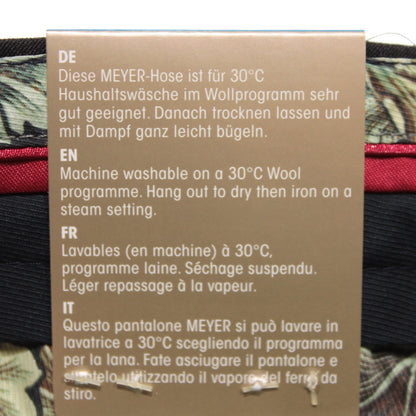 DE
Diese MEYER-Hose ist für 30°C
Haushaltswäsche im Wollprogramm sehr
gut geeignet. Danach trocknen lassen und
mit Dampf ganz leicht bügeln.
EN
Machine washable on a 30°C Wool
programme. Hang out to dry then iron on a
steam setting.
FR
Lavables (en machine) à 30°C,
programme laine. Séchage suspendu.
Léger repassage à la vapeur.
IT
Questo pantalone MEYER si può lavare in
lavatrice a 30°C scegliendo il programma
per la lana. Fate asciugare il pantalone e
utilizzando il vapore del ferro da
stiro.